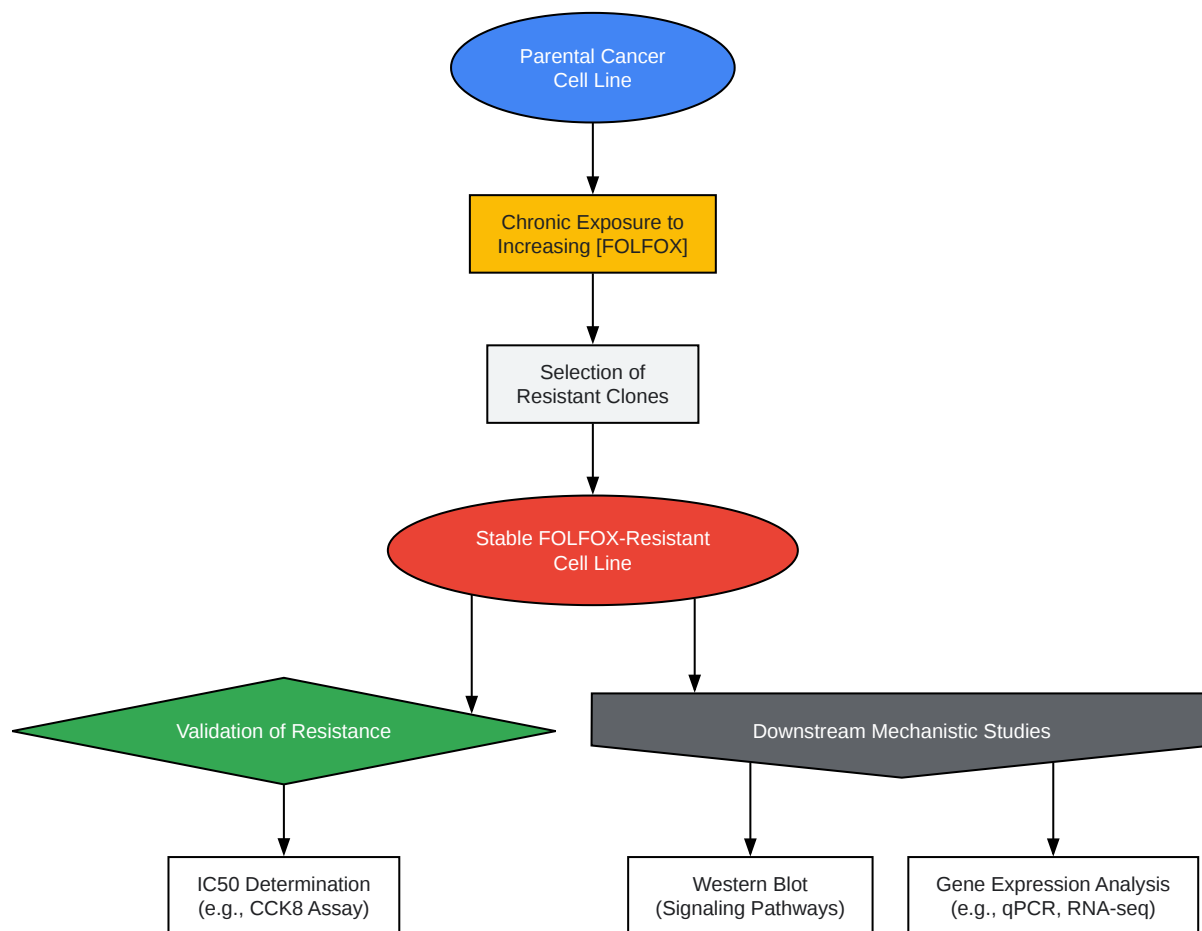 Parental Cancer
Cell Line
Chronic Exposure to
Increasing [FOLFOX]
Selection of
Resistant Clones
Stable FOLFOX-Resistant
Cell Line
Validation of Resistance
Downstream Mechanistic Studies
IC50 Determination
(e.g., CCK8 Assay)
Western Blot
(Signaling Pathways)
Gene Expression Analysis
(e.g., qPCR, RNA-seq)